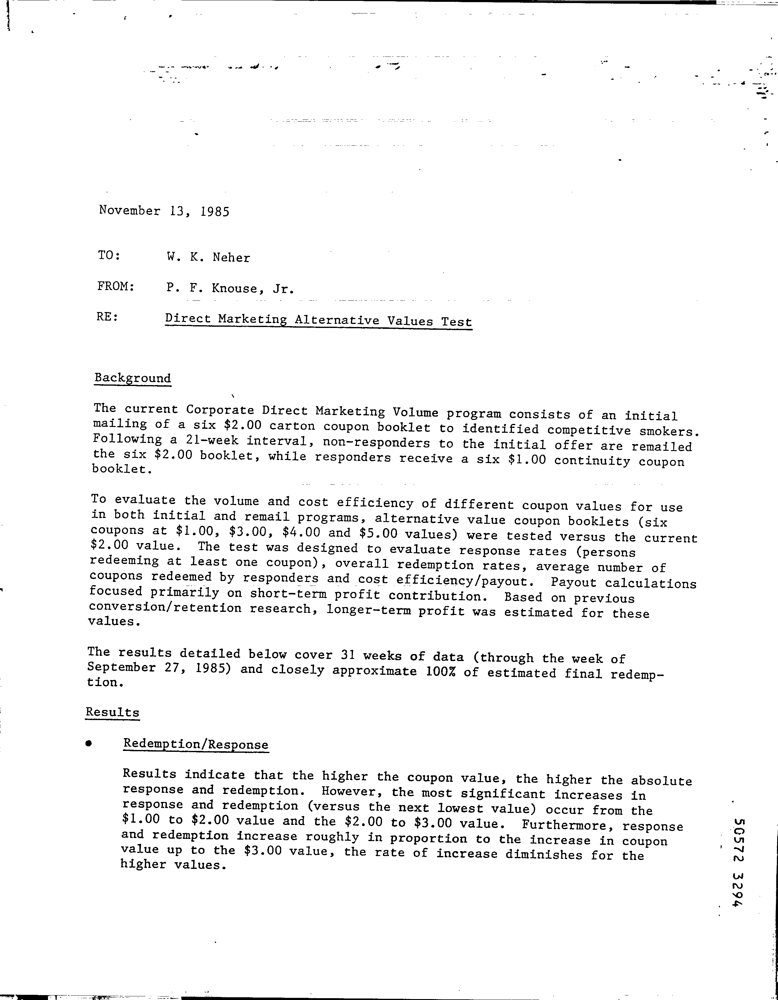 November 13, 1985
TO: W. K. Neher
FROM: P. F. Knouse, Jr.
RE: Direct Marketing Alternative Values Test
Background
The current Corporate Direct Marketing Volume program consists of an initial
mailing of a six $2.00 carton coupon booklet to identified competitive smokers.
Following a 21-week interval, non-responders to the initial offer are remailed
the six $2.00 booklet, while responders receive a six $1.00 continuity coupon
booklet.
To evaluate the volume and cost efficiency of different coupon values for use
in both initial and remail programs, alternative value coupon booklets (six
coupons at $1.00, $3.00, $4.00 and $5.00 values) were tested versus the current
$2.00 value. The test was designed to evaluate response rates (persons
redeeming at least one coupon), overall redemption rates, average number of
coupons redeemed by responders and cost efficiency/payout. Payout calculations
focused primarily on short-term profit contribution. Based on previous
conversion/retention research, longer-term profit was estimated for these
values.
The results detailed below cover 31 weeks of data (through the week of
September 27, 1985) and closely approximate 100% of estimated final redemp-
tion.
Results
• Redemption/Response
Results indicate that the higher the coupon value, the higher the absolute
response and redemption. However, the most significant increases in
response and redemption (versus the next lowest value) occur from the
$1.00 to $2.00 value and the $2.00 to $3.00 value. Furthermore, response
and redemption increase roughly in proportion to the increase in coupon
value up to the $3.00 value, the rate of increase diminishes for the
higher values.
50572 3294